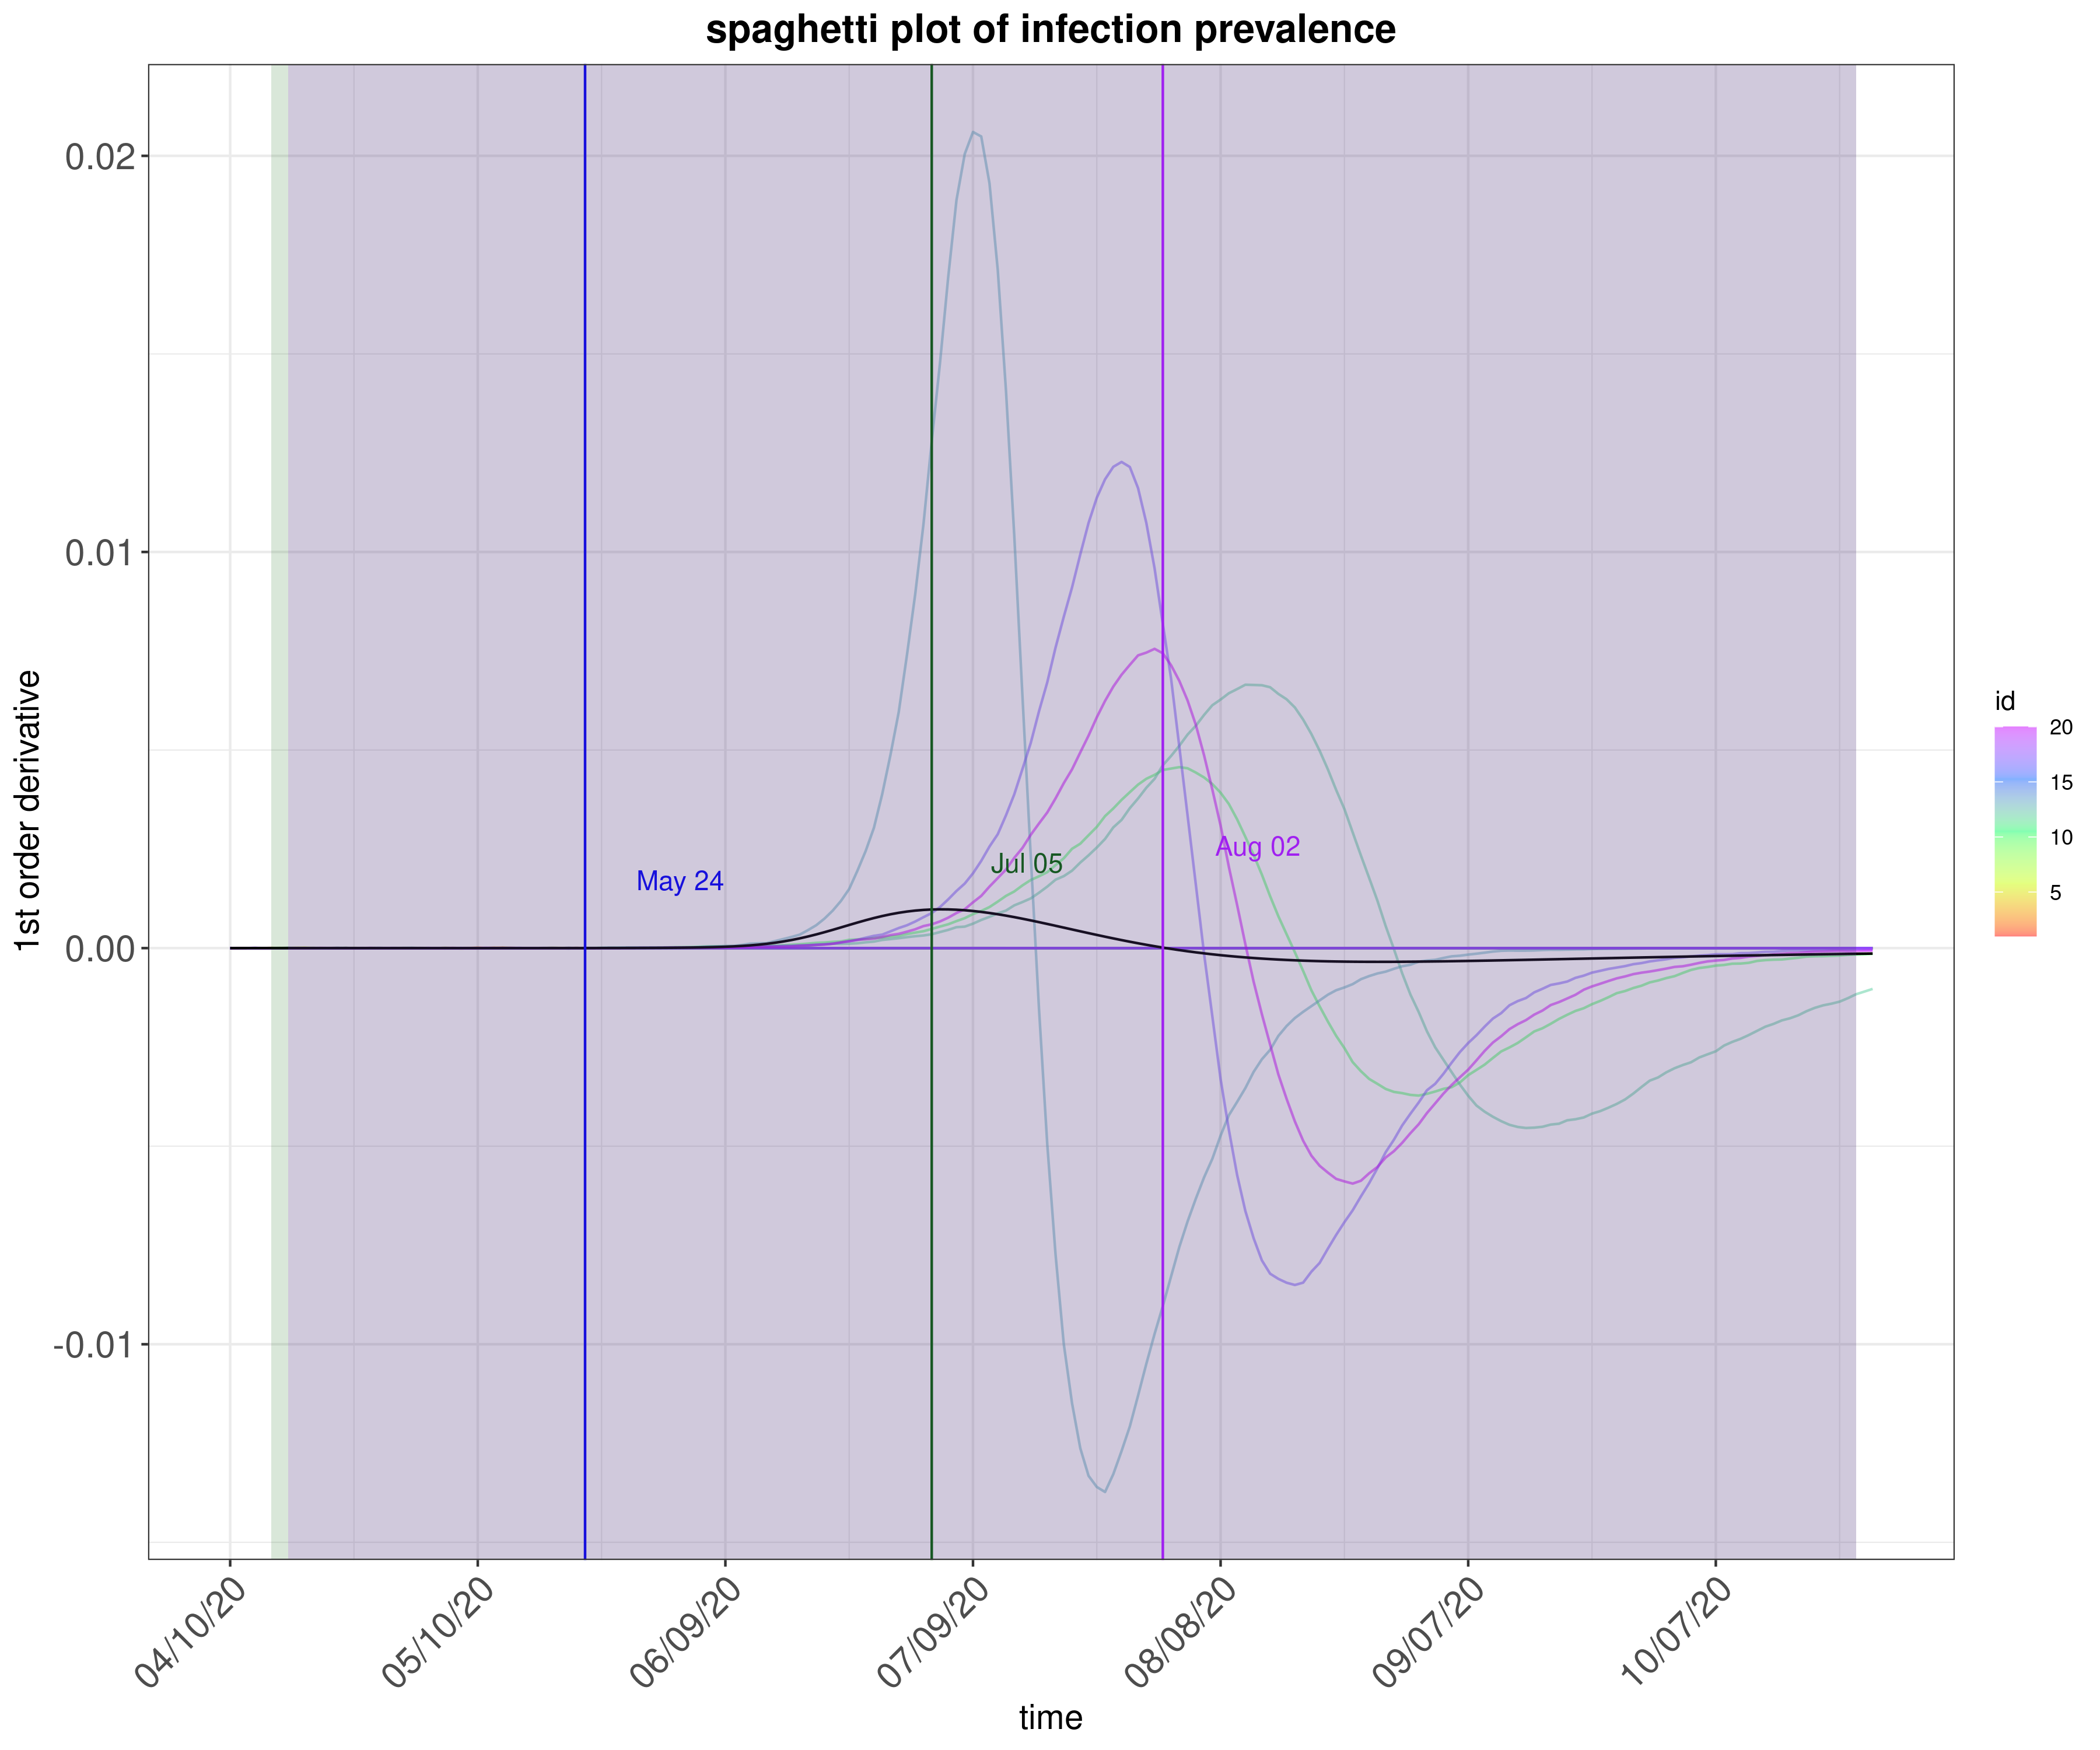 spaghetti plot of infection prevalence
1st order derivative
0.02
0.01
0.00
-0.01
May 24
Jul 05
Aug 02
04/10/20
05/10/20
06/09/20
07/09/20
08/08/20
09/07/20
10/07/20
time
id
20
15
10
5